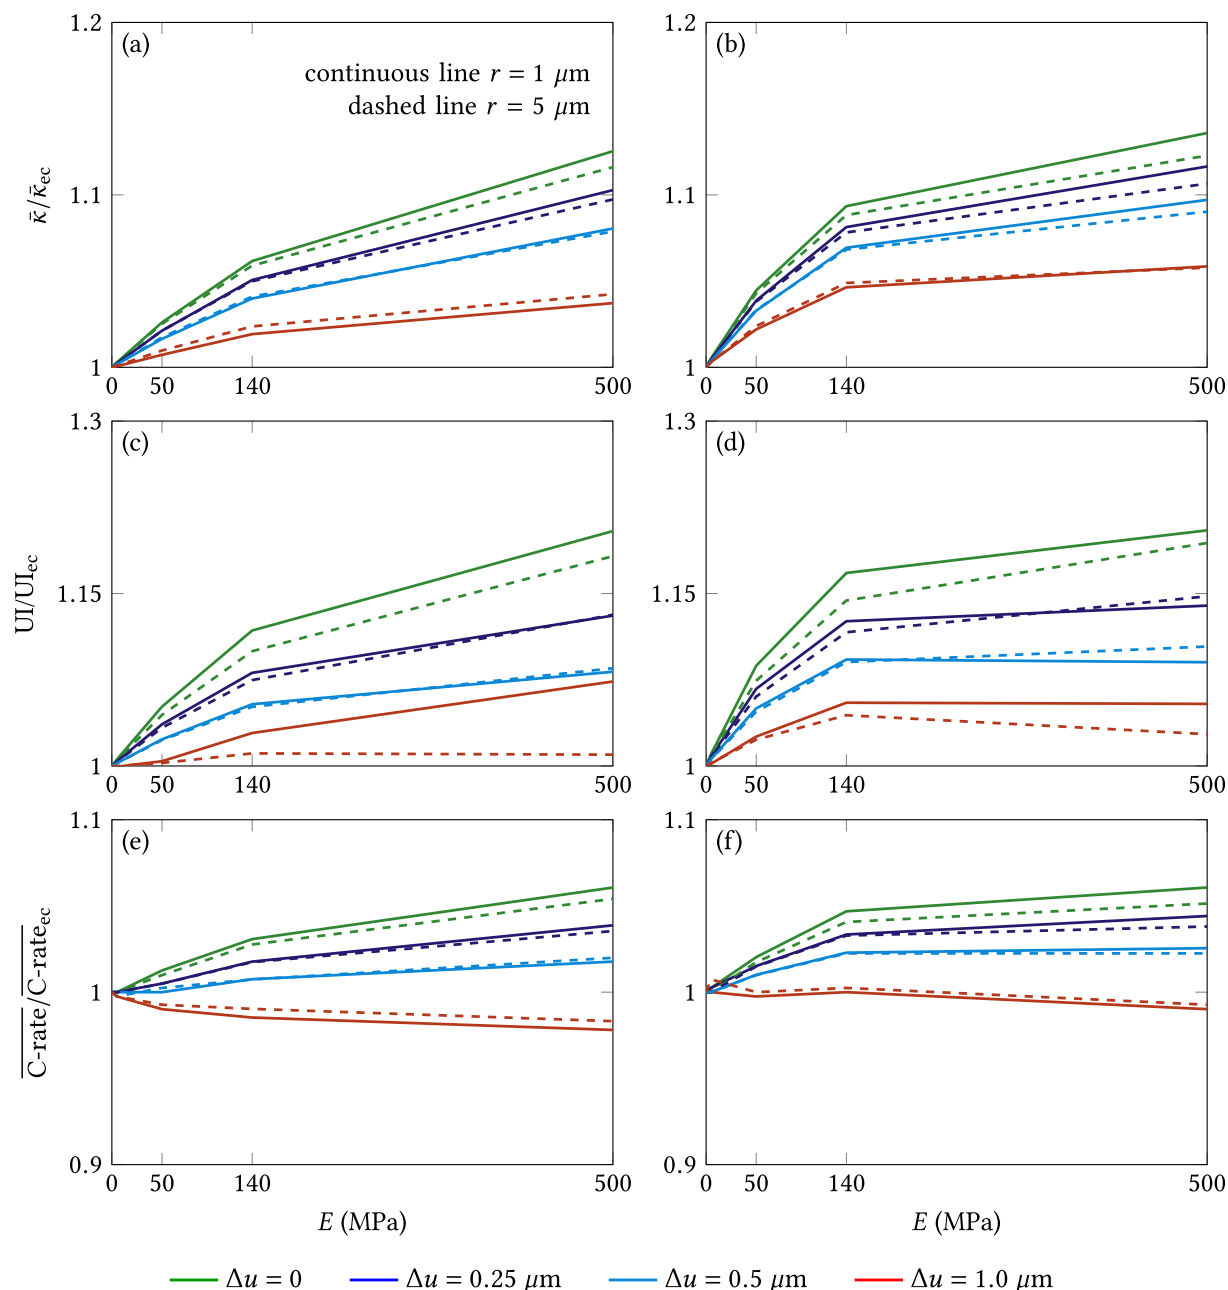 1.2
(a)
continuous line r = 1 μm
dashed line r = 5 μm
1.1
κ̄/κ̄ec
1
0 50 140 500
1.2
(b)
1.1
1
0 50 140 500
1.3
(c)
1.15
UI/UIec
1
0 50 140 500
1.3
(d)
1.15
1
0 50 140 500
1.1
(e)
1
C-rate/C-rateec
0.9
0 50 140 500
E (MPa)
1.1
(f)
1
0.9
0 50 140 500
E (MPa)
Δu = 0 Δu = 0.25 μm Δu = 0.5 μm Δu = 1.0 μm